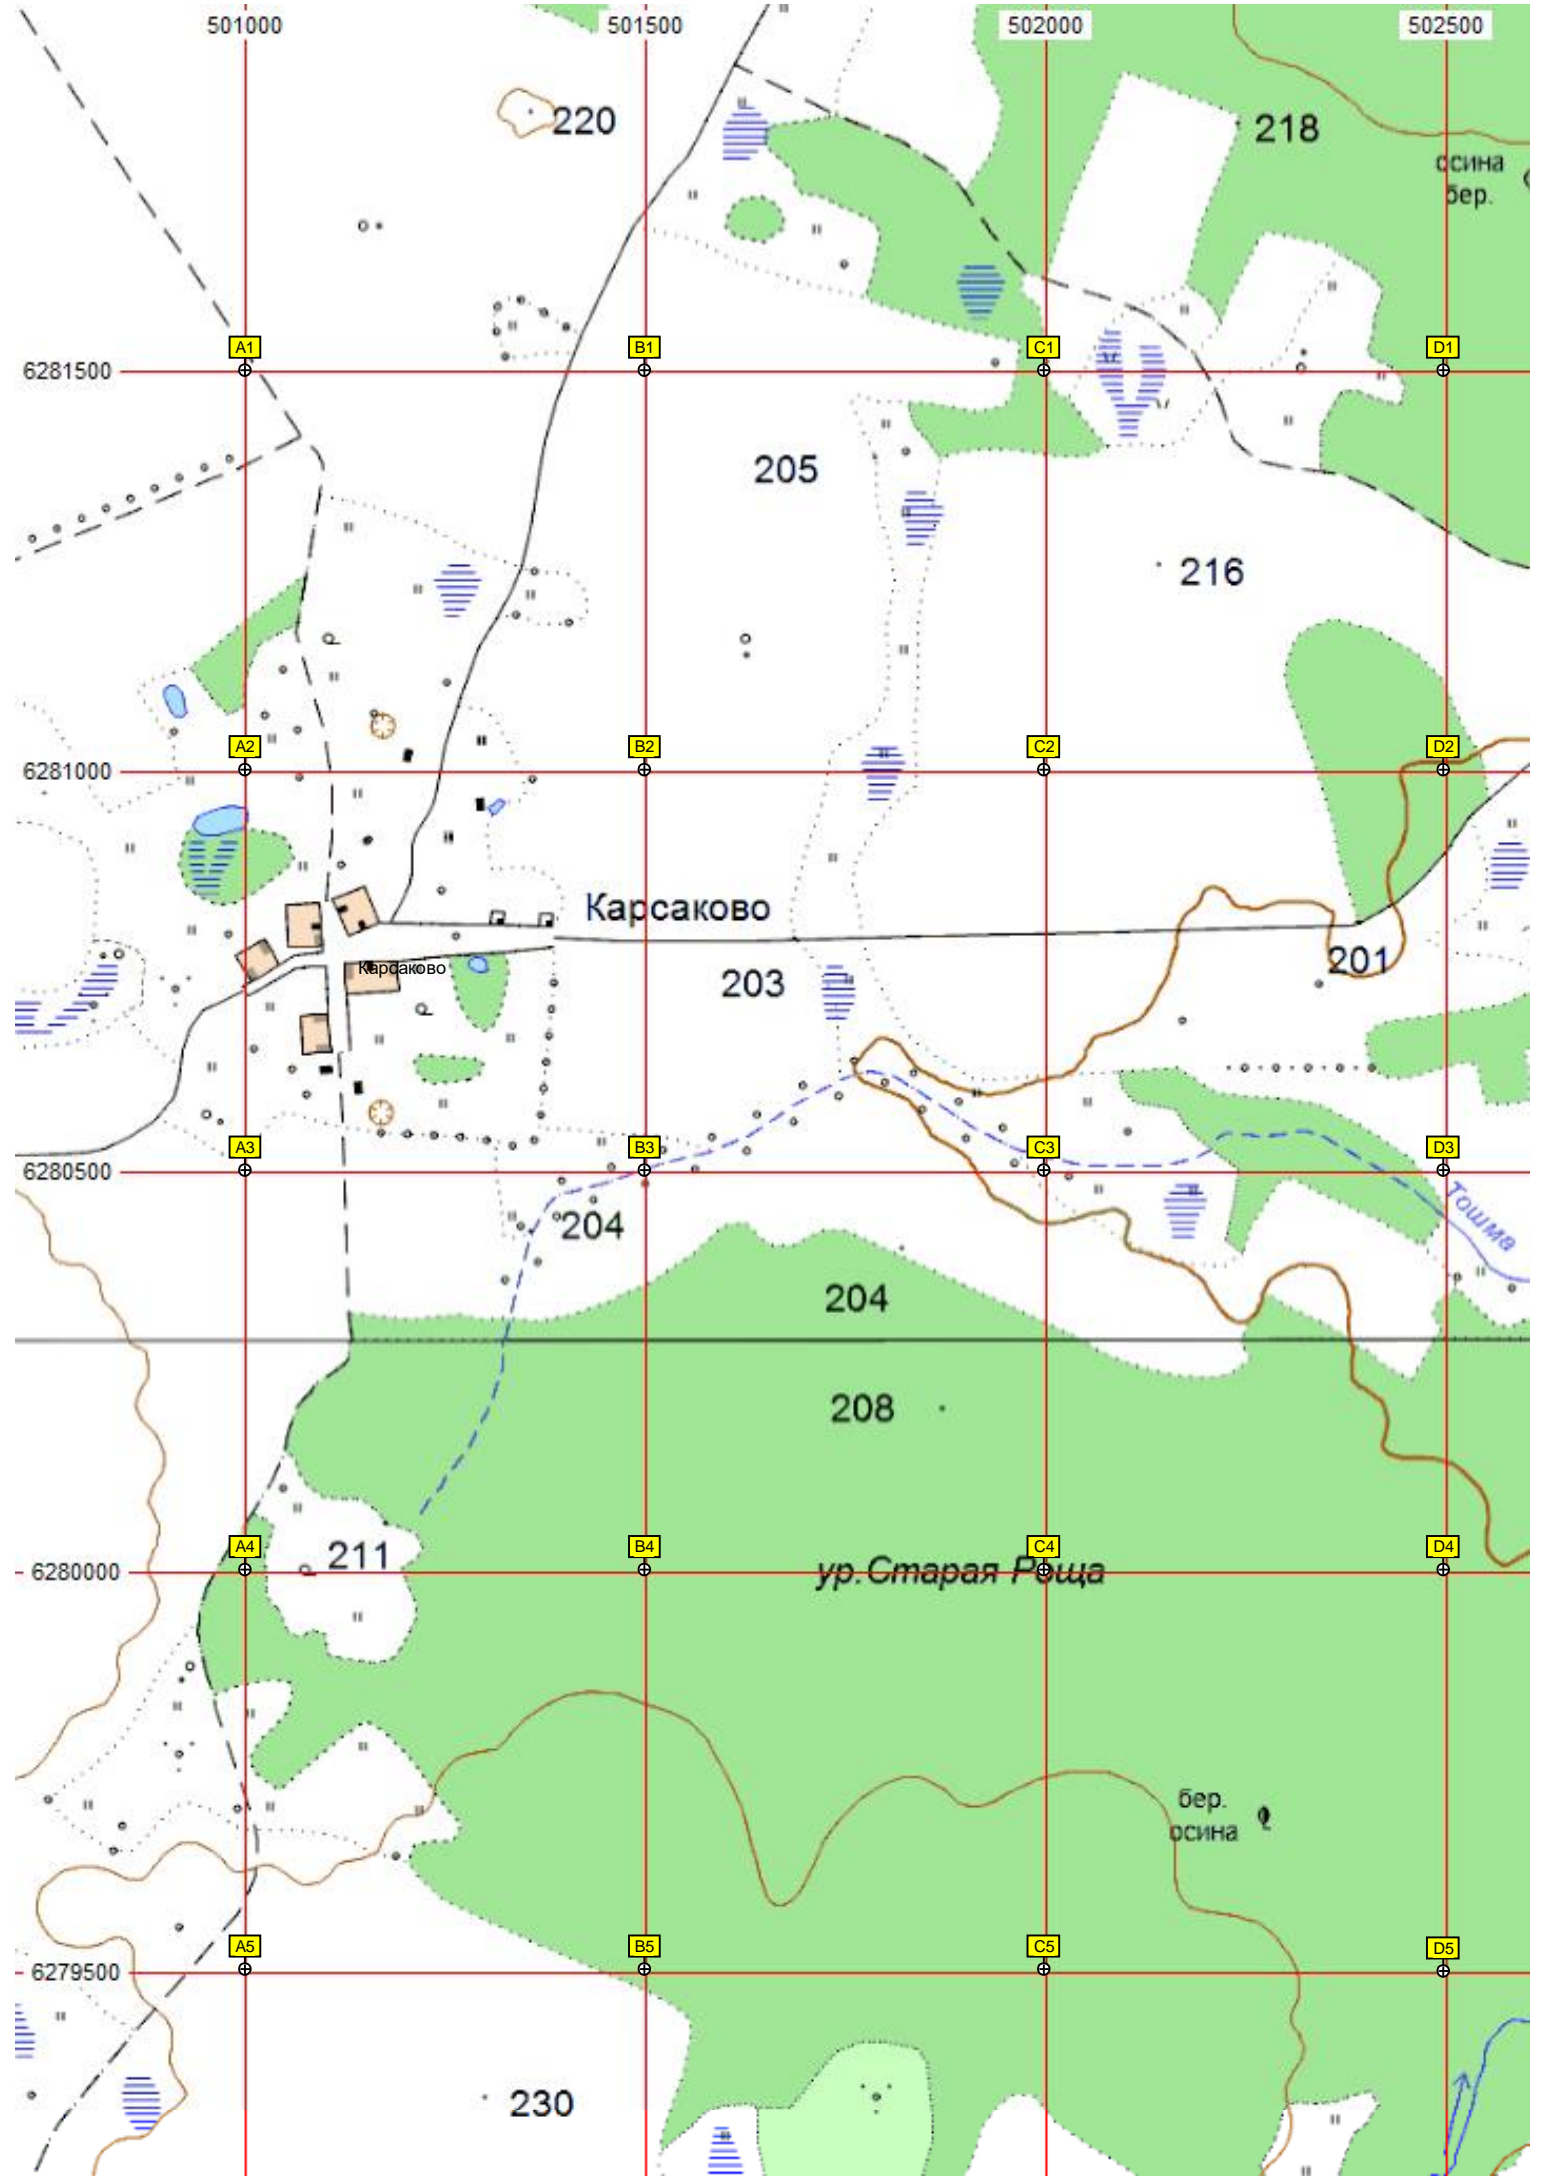 501000 501500 502000 502500
220
218
осина
бер.
A1 B1 C1 D1
6281500
205
216
A2 B2 C2 D2
6281000
Карсаково
201
Карсаково
203
A3 B3 C3 D3
6280500
Тошма
204
204
208
211
A4 B4 C4 D4
6280000
ур.Старая Роща
бер.
осина
A5 B5 C5 D5
6279500
230